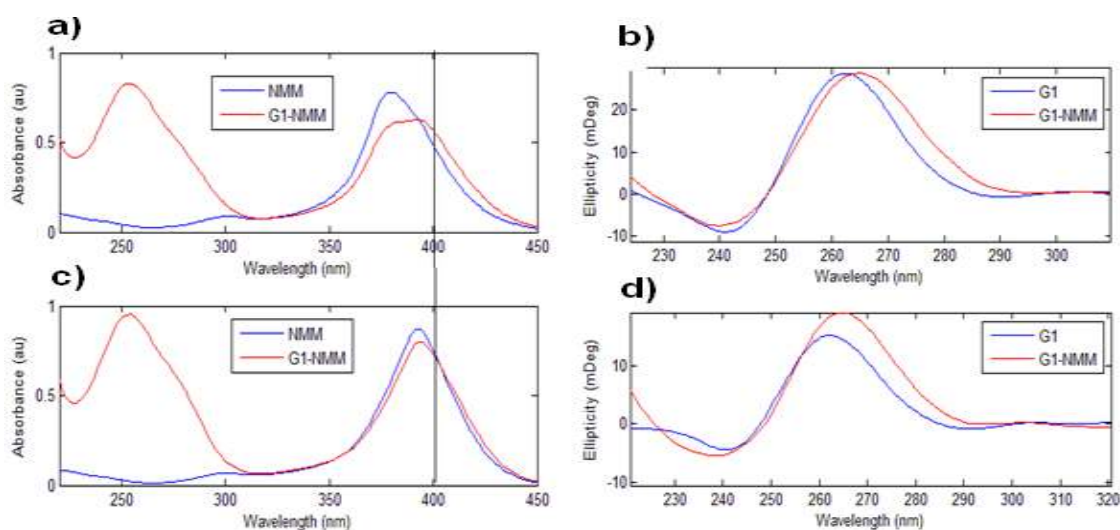 a)
1
0.5
0
Absorbance (au)
NMM
G1-NMM
250 300 350 400 450
Wavelength (nm)
b)
20
10
0
-10
Ellipticity (mDeg)
G1
G1-NMM
230 240 250 260 270 280 290 300
Wavelength (nm)
c)
1
0.5
0
Absorbance (au)
NMM
G1-NMM
250 300 350 400 450
Wavelength (nm)
d)
10
0
-10
Ellipticity (mDeg)
G1
G1-NMM
230 240 250 260 270 280 290 300 310 320
Wavelength (nm)